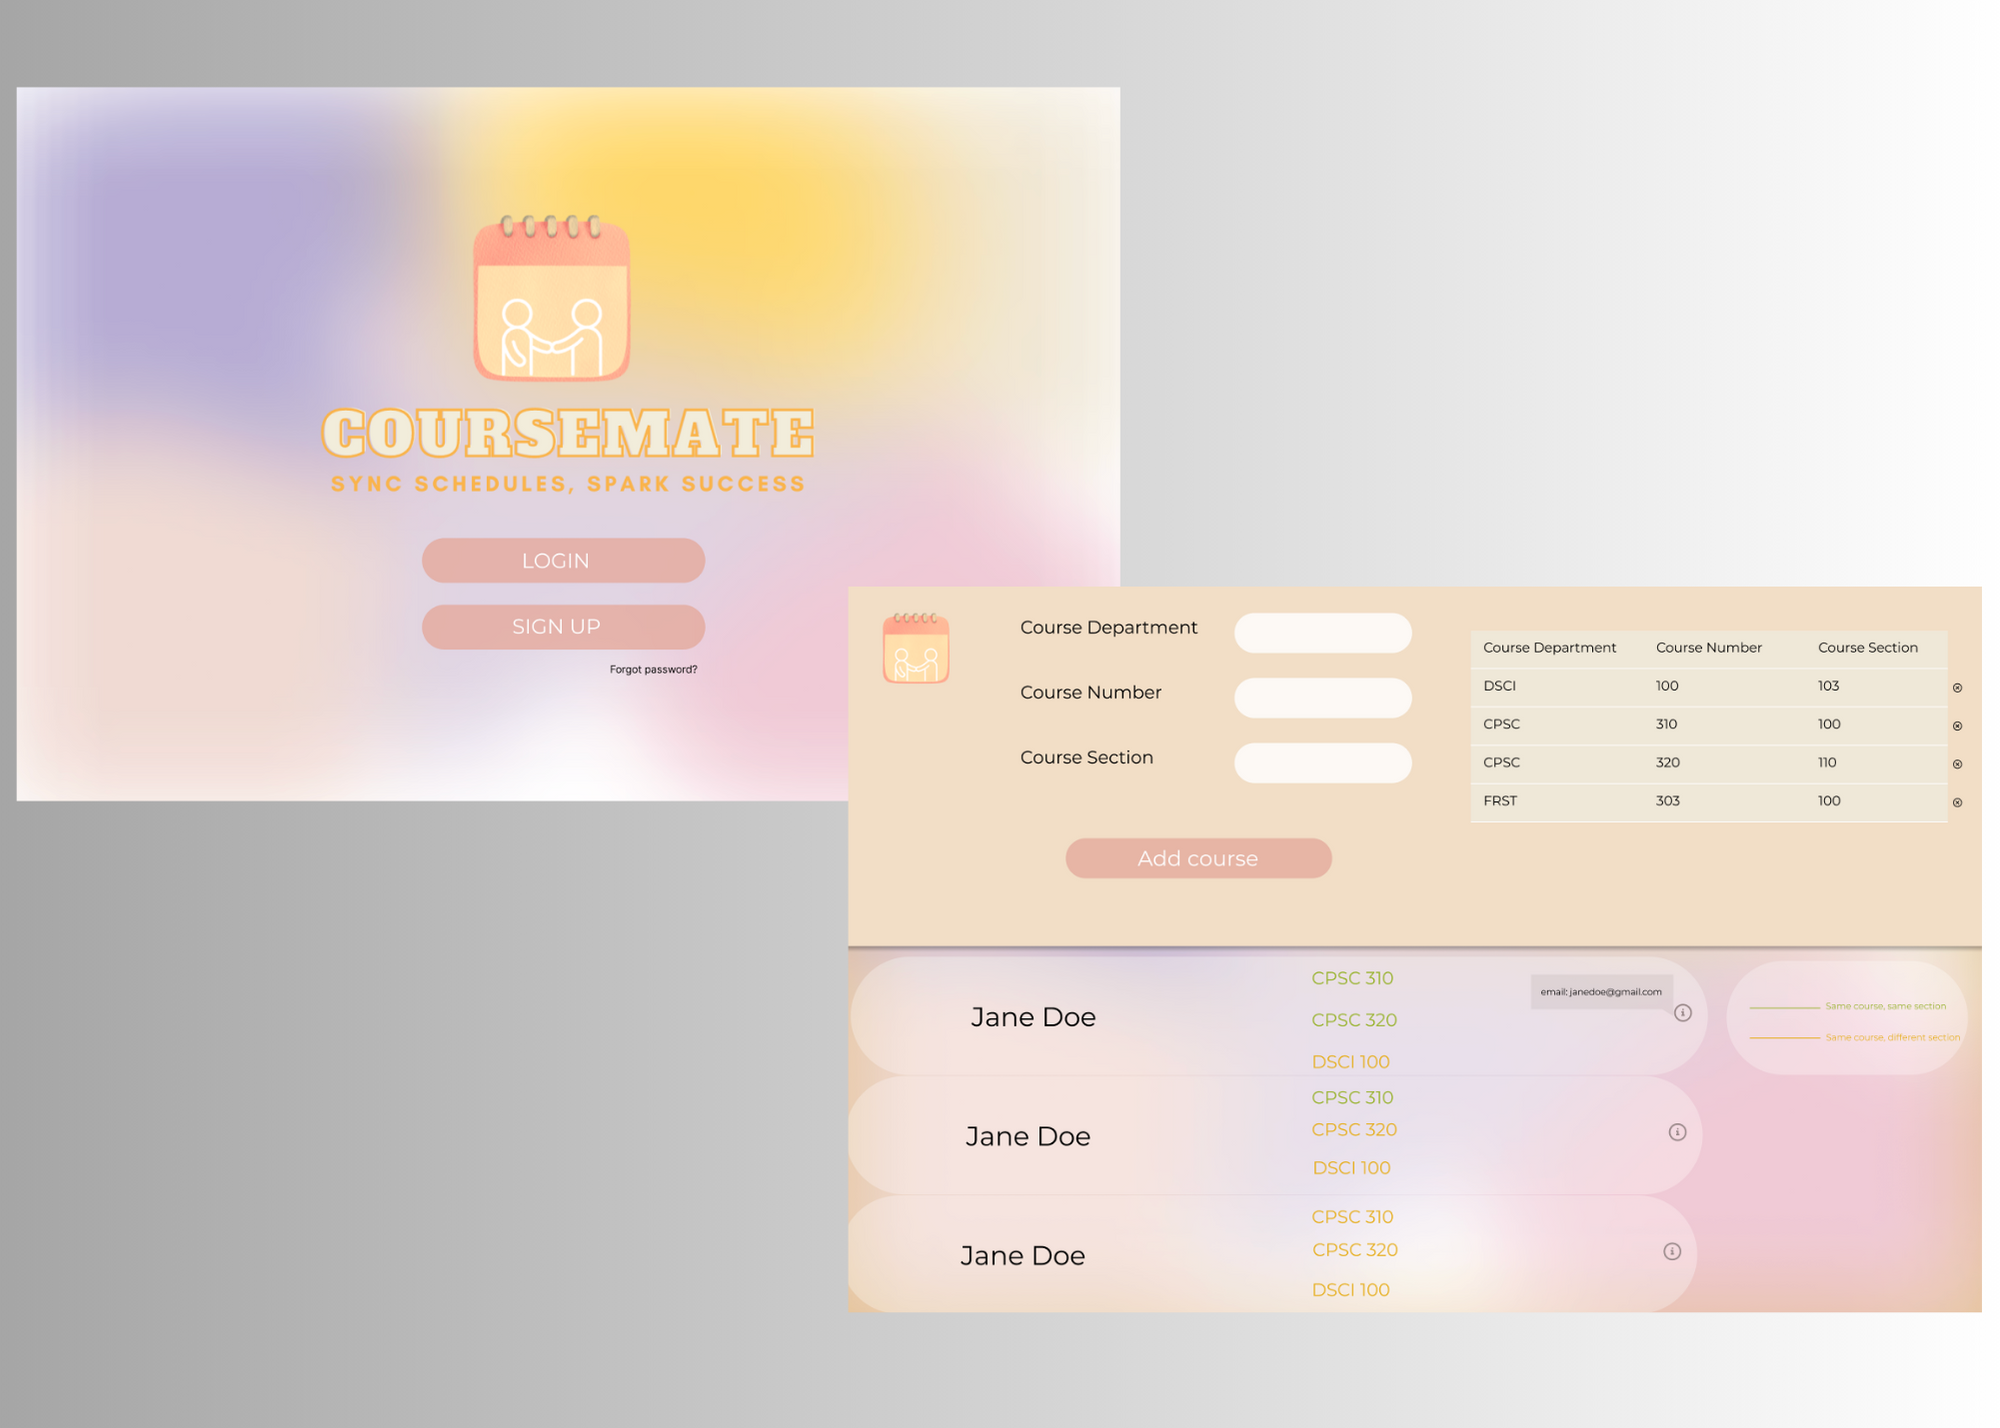 COURSEMATE
SYNC SCHEDULES, SPARK SUCCESS
LOGIN
SIGN UP
Forgot password?
Course Department
Course Number
Course Section
Add course
Course Department Course Number Course Section
DSCI 100 103
CPSC 310 100
CPSC 320 110
FRST 303 100
Jane Doe
CPSC 310
CPSC 320
DSCI 100
email: janedoe@gmail.com
Same course, same section
Same course, different section
Jane Doe
CPSC 310
CPSC 320
DSCI 100
Jane Doe
CPSC 310
CPSC 320
DSCI 100